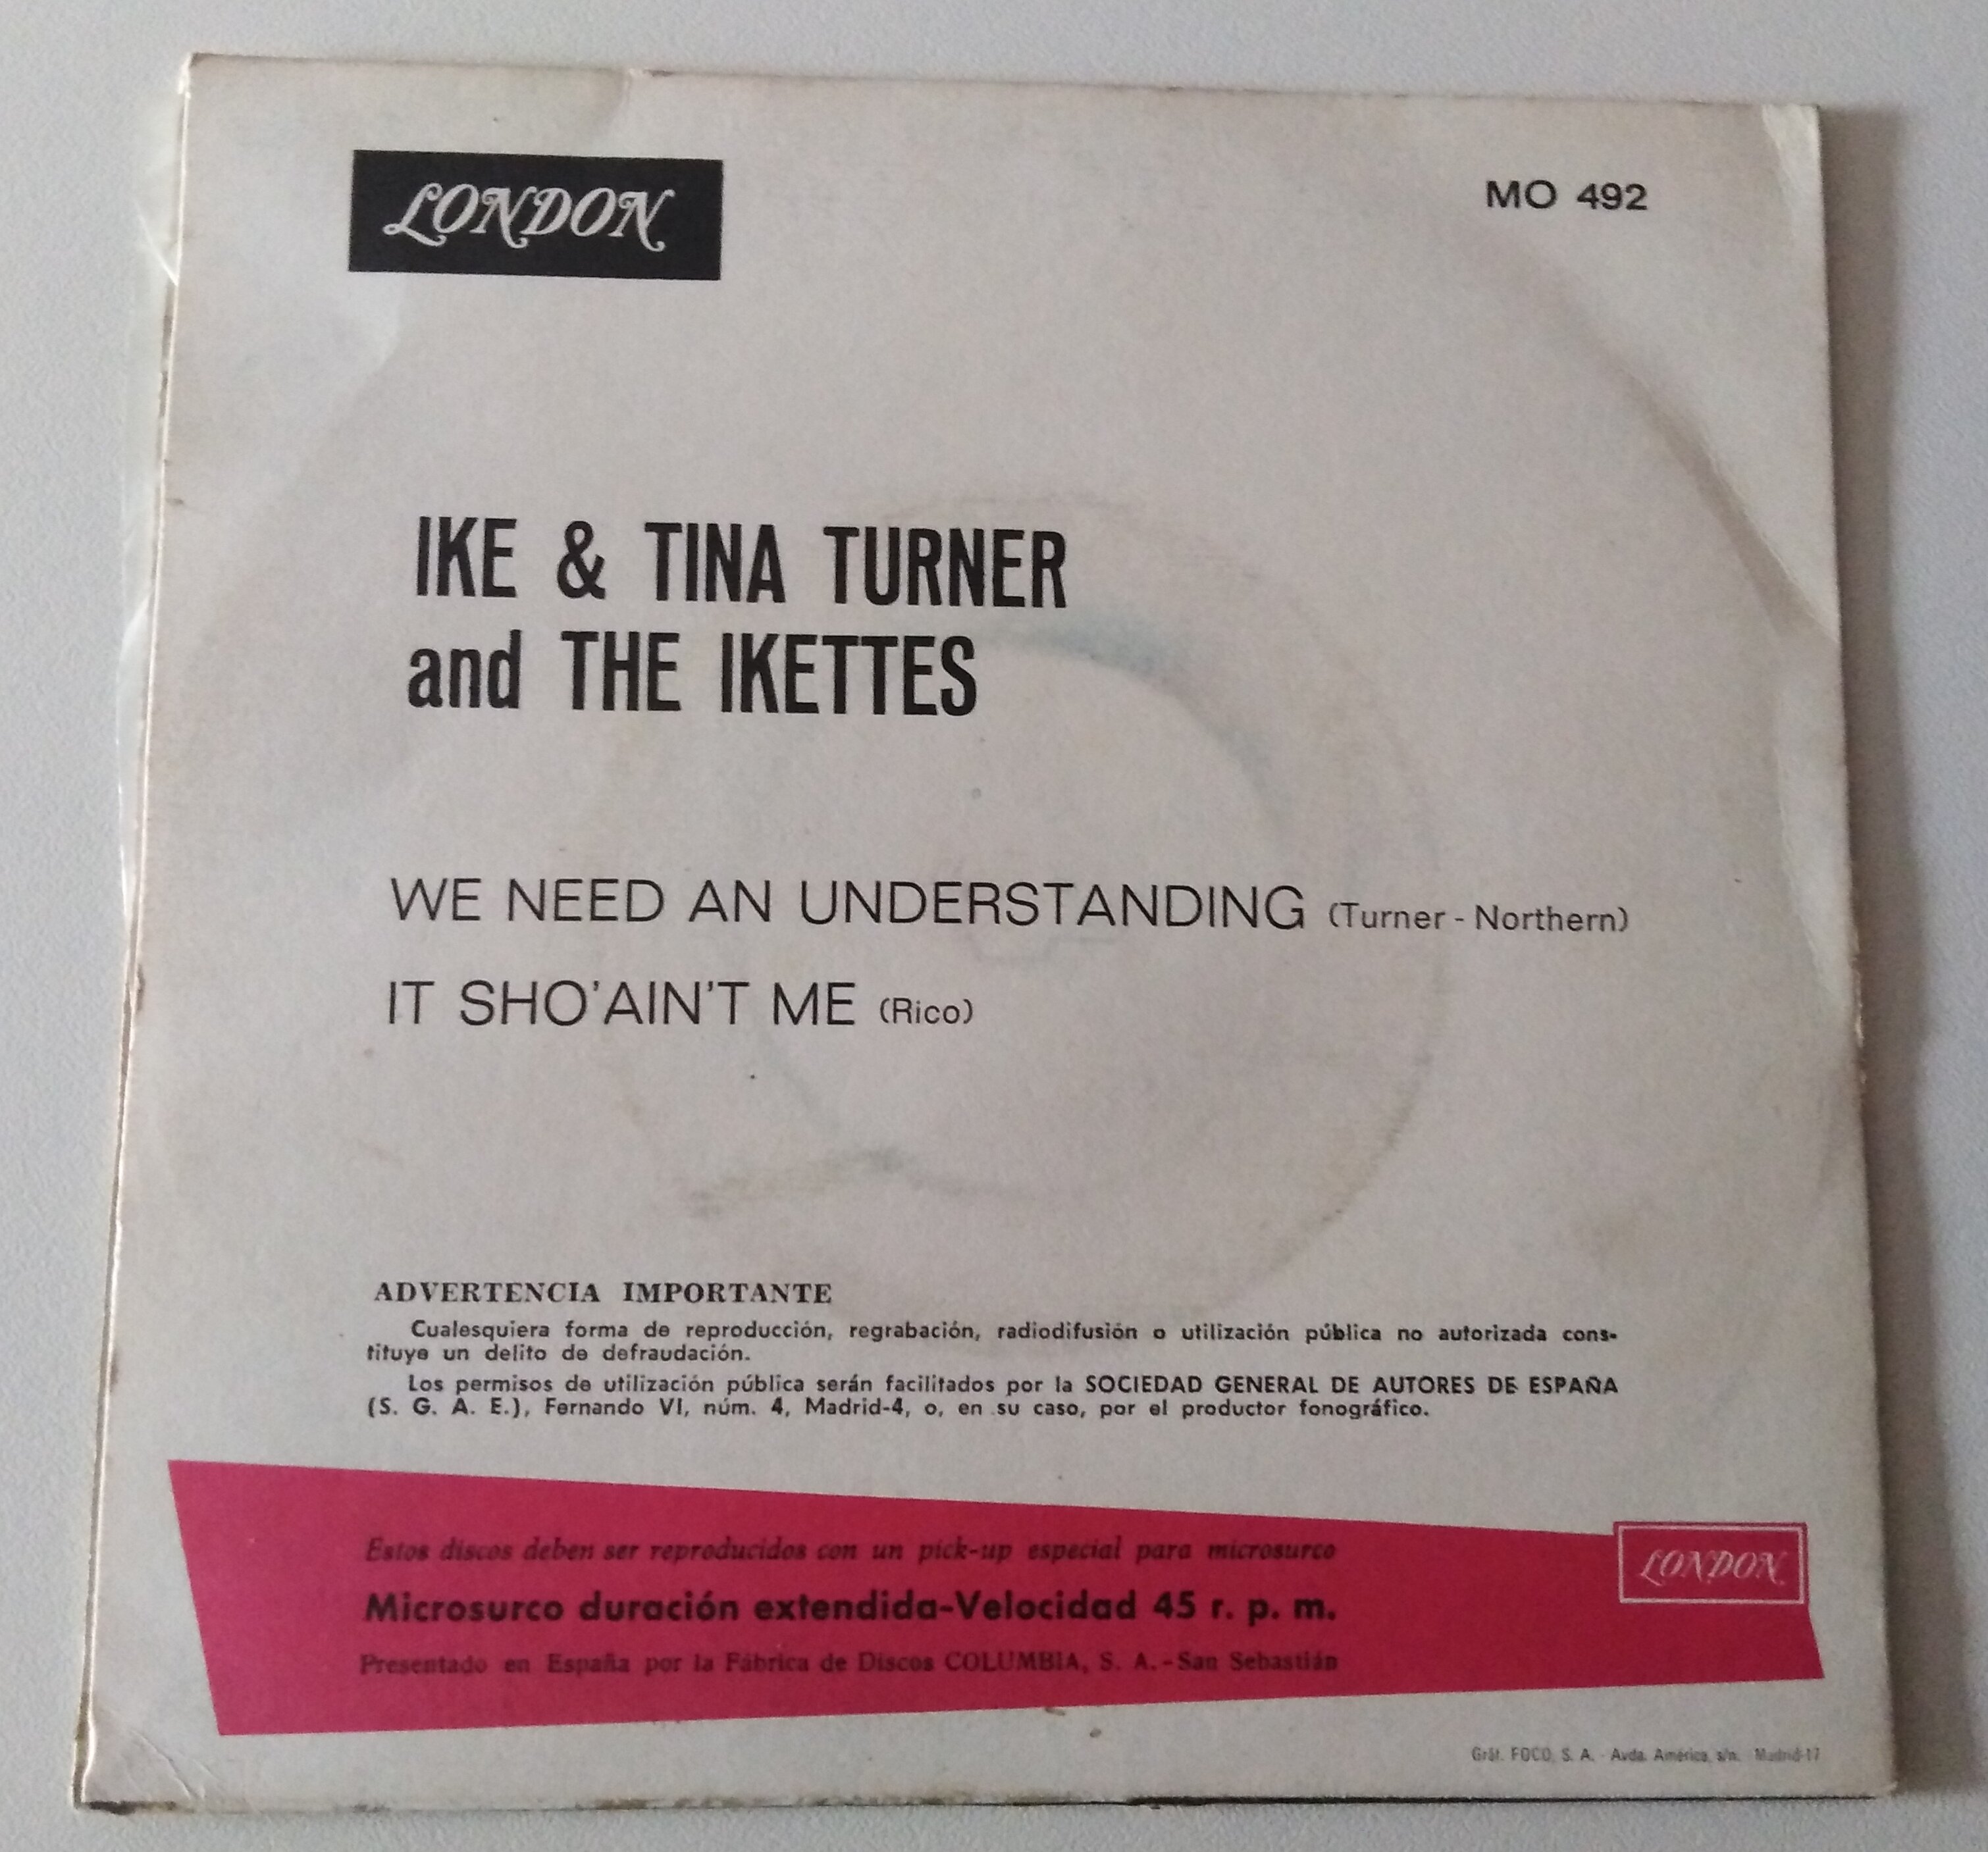 LONDON
MO 492
IKE & TINA TURNER
and THE IKETTES
WE NEED AN UNDERSTANDING (Turner - Northern)
IT SHO'AIN'T ME (Rico)
ADVERTENCIA IMPORTANTE
Cualesquiera forma de reproducción, regrabación, radiodifusión o utilización pública no autorizada cons-
tituye un delito de defraudación.
Los permisos de utilización pública serán facilitados por la SOCIEDAD GENERAL DE AUTORES DE ESPAÑA
(S. G. A. E.), Fernando VI, núm. 4, Madrid-4, o, en su caso, por el productor fonográfico.
Estos discos deben ser reproducidos con un pick-up especial para microsurco
LONDON
Microsurco duración extendida-Velocidad 45 r. p. m.
Presentado en España por la Fábrica de Discos COLUMBIA, S. A.-San Sebastián
Gráf. FOCO, S. A. - Avda. América, s/n. Madrid-17